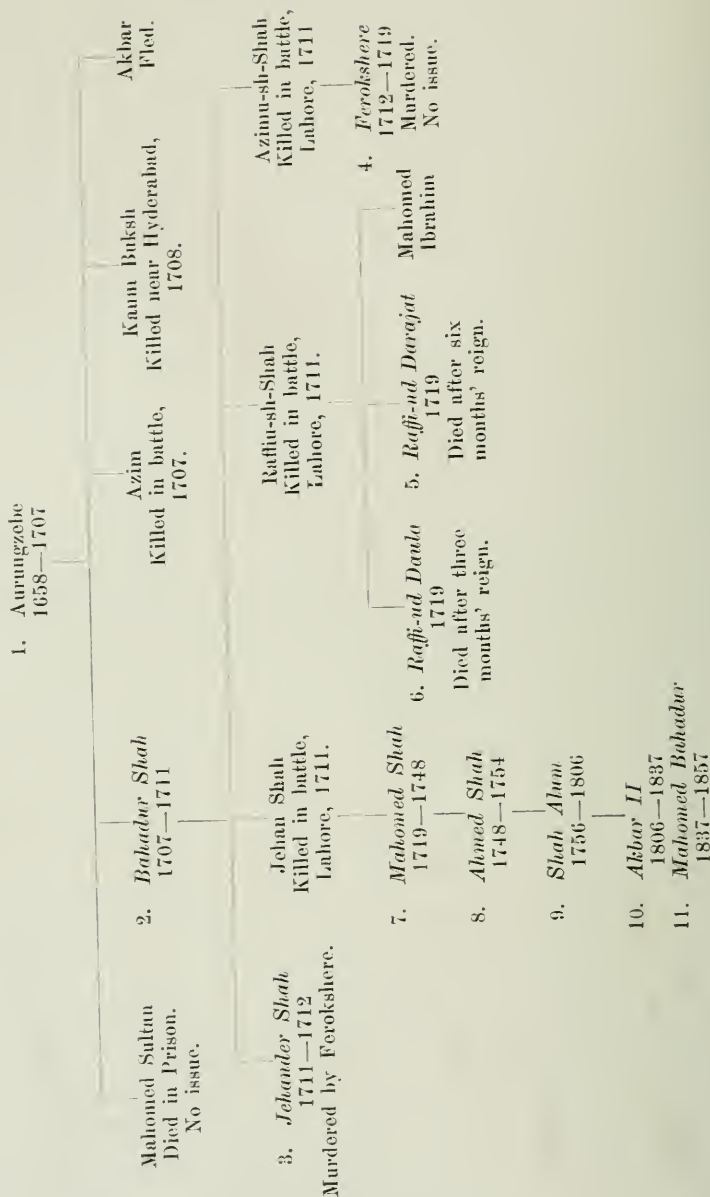 1. Aurungzebe
1658—1707
Mahomed Sultan
Died in Prison.
No issue.
2. Bahadur Shah
1707—1711
Azim
Killed in battle,
1707.
Kaum Buksh
Killed near Hyderabad,
1708.
Akbar
Fled.
3. Jehander Shah
1711—1712
Murdered by Ferokshere.
Jehan Shah
Killed in battle,
Lahore, 1711.
Raffiu-sh-Shah
Killed in battle,
Lahore, 1711.
Azimu-sh-Shah
Killed in battle,
Lahore, 1711
7. Mahomed Shah
1719—1748
6. Raffi-ud Daula
1719
Died after three
months' reign.
5. Raffi-ud Darajat
1719
Died after six
months' reign.
Mahomed
Ibrahim
4. Ferokshere
1712—1719
Murdered.
No issue.
8. Ahmed Shah
1748—1754
9. Shah Alum
1756—1806
10. Akbar II
1806—1837
11. Mahomed Bahadur
1837—1857